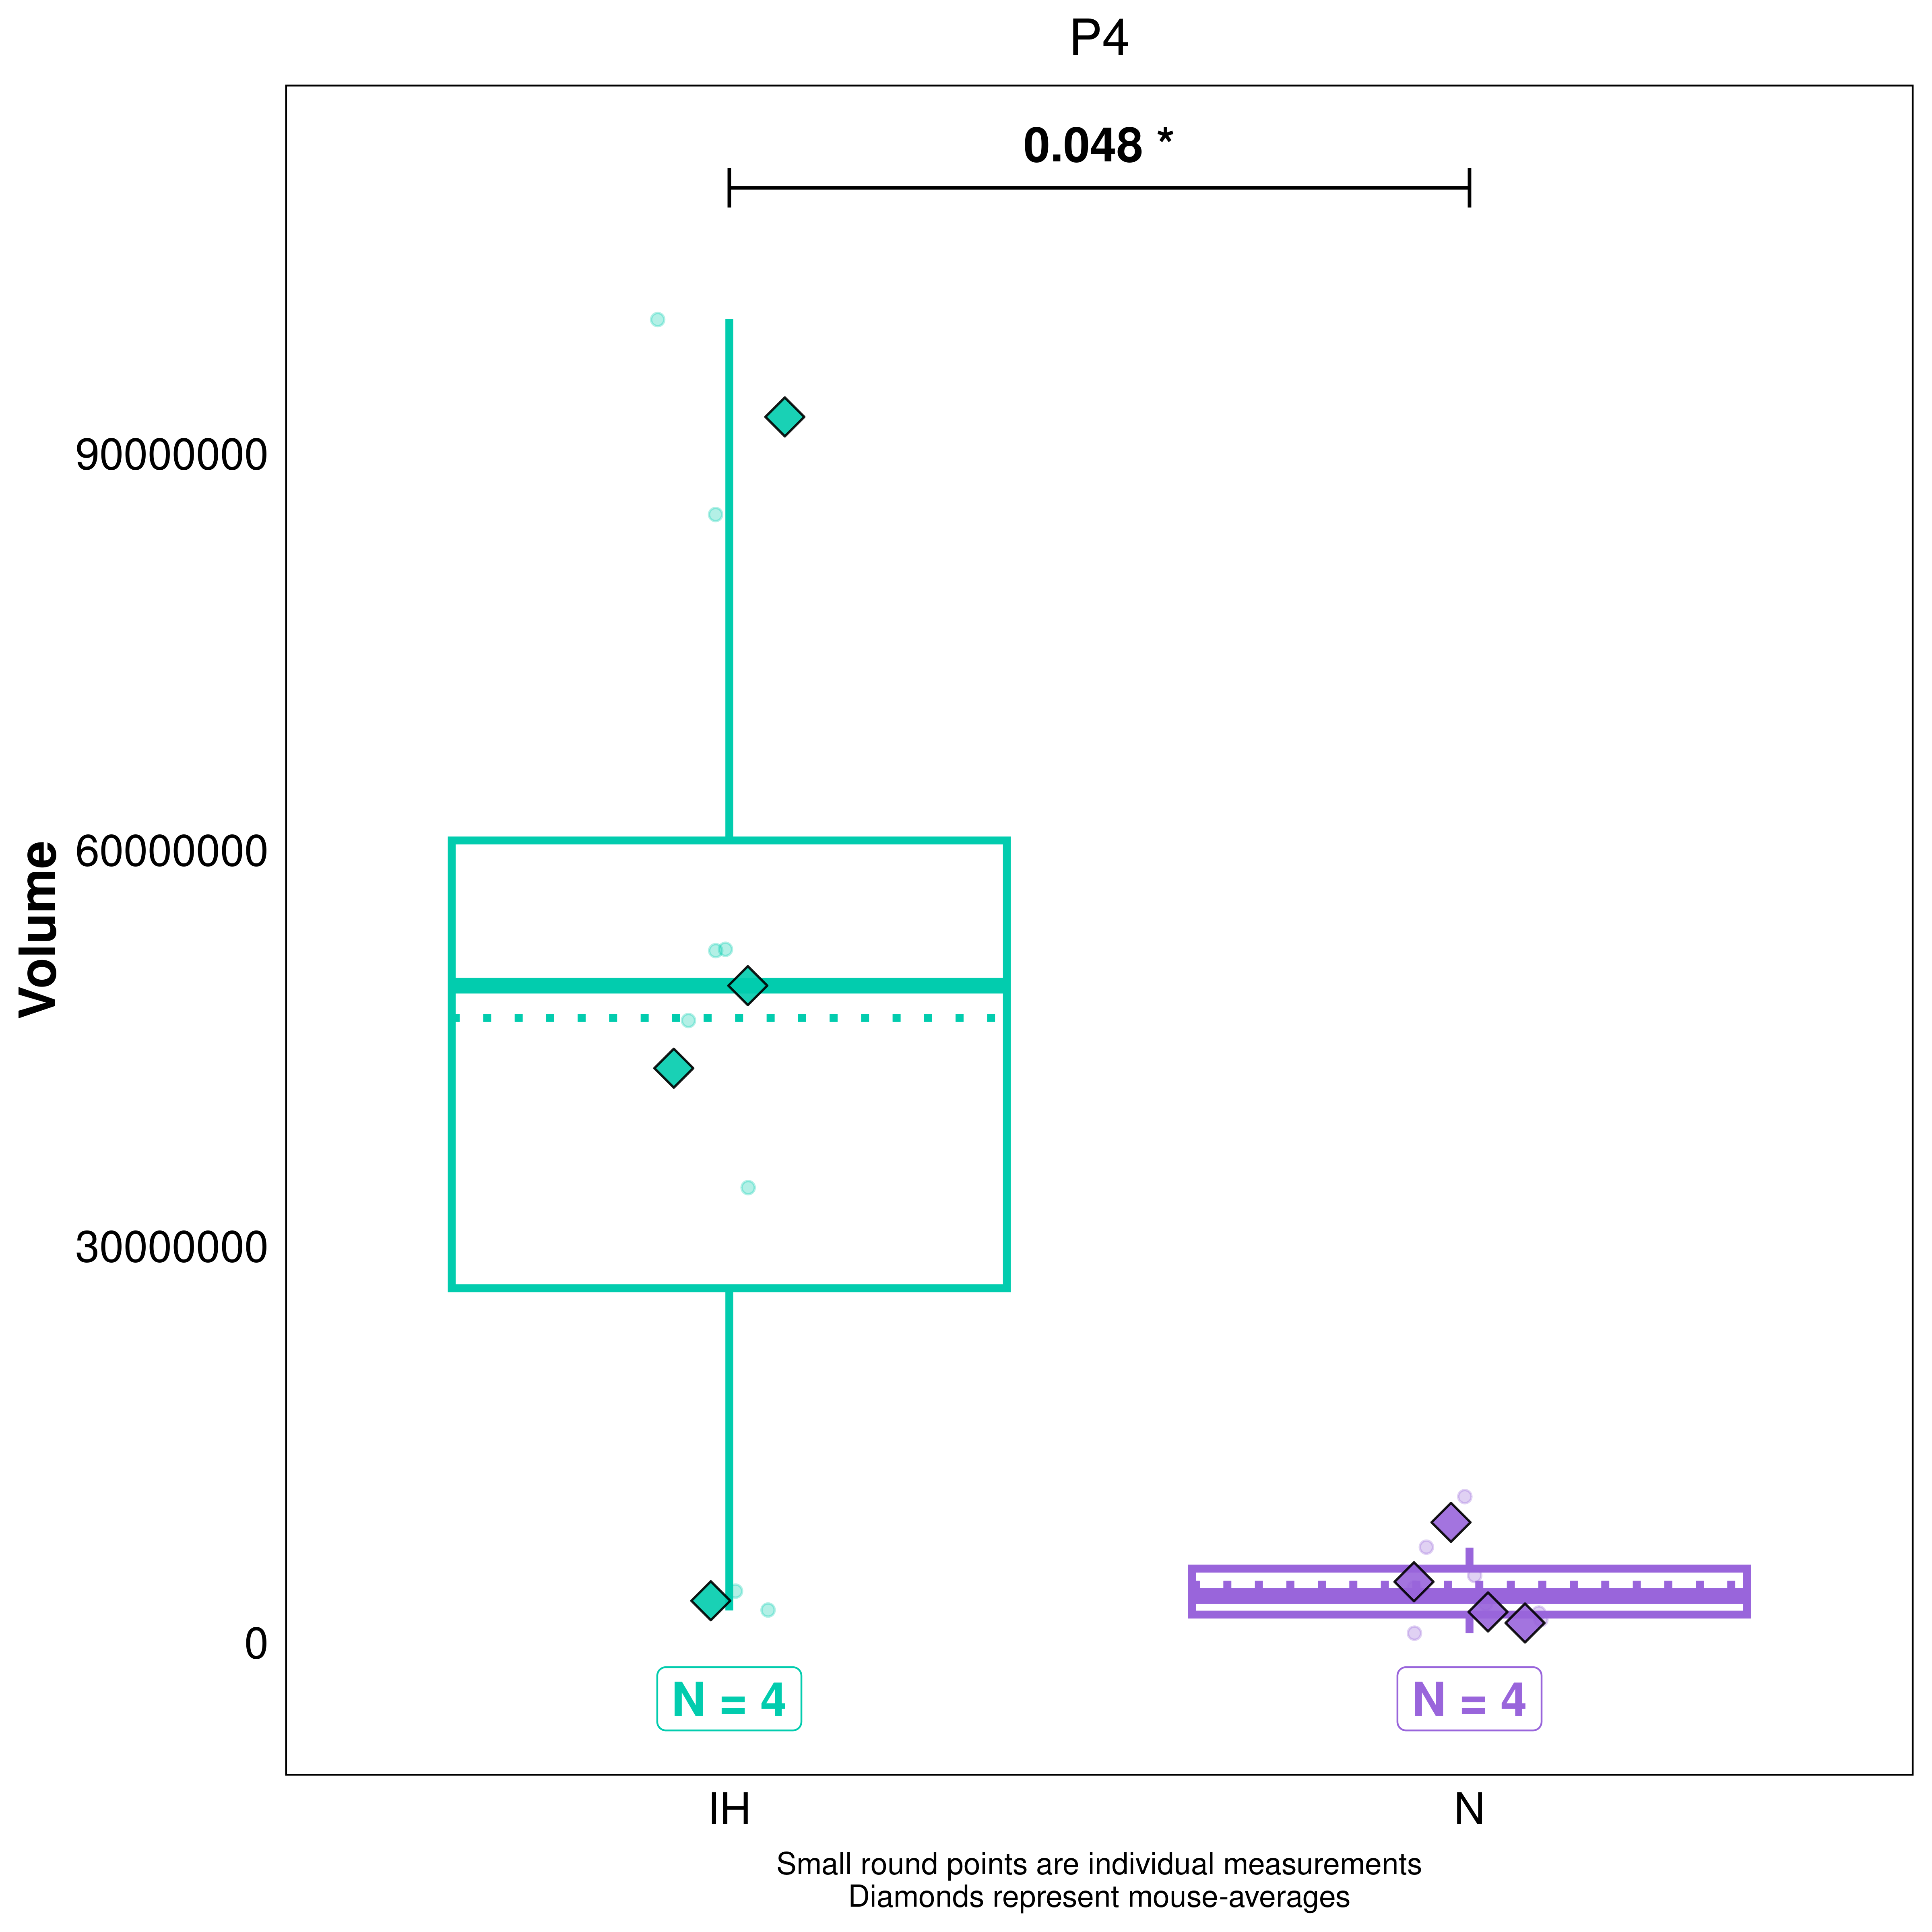 P4
0.048 *
90000000
60000000
30000000
0
Volume
N = 4
N = 4
IH
N
Small round points are individual measurements
Diamonds represent mouse-averages